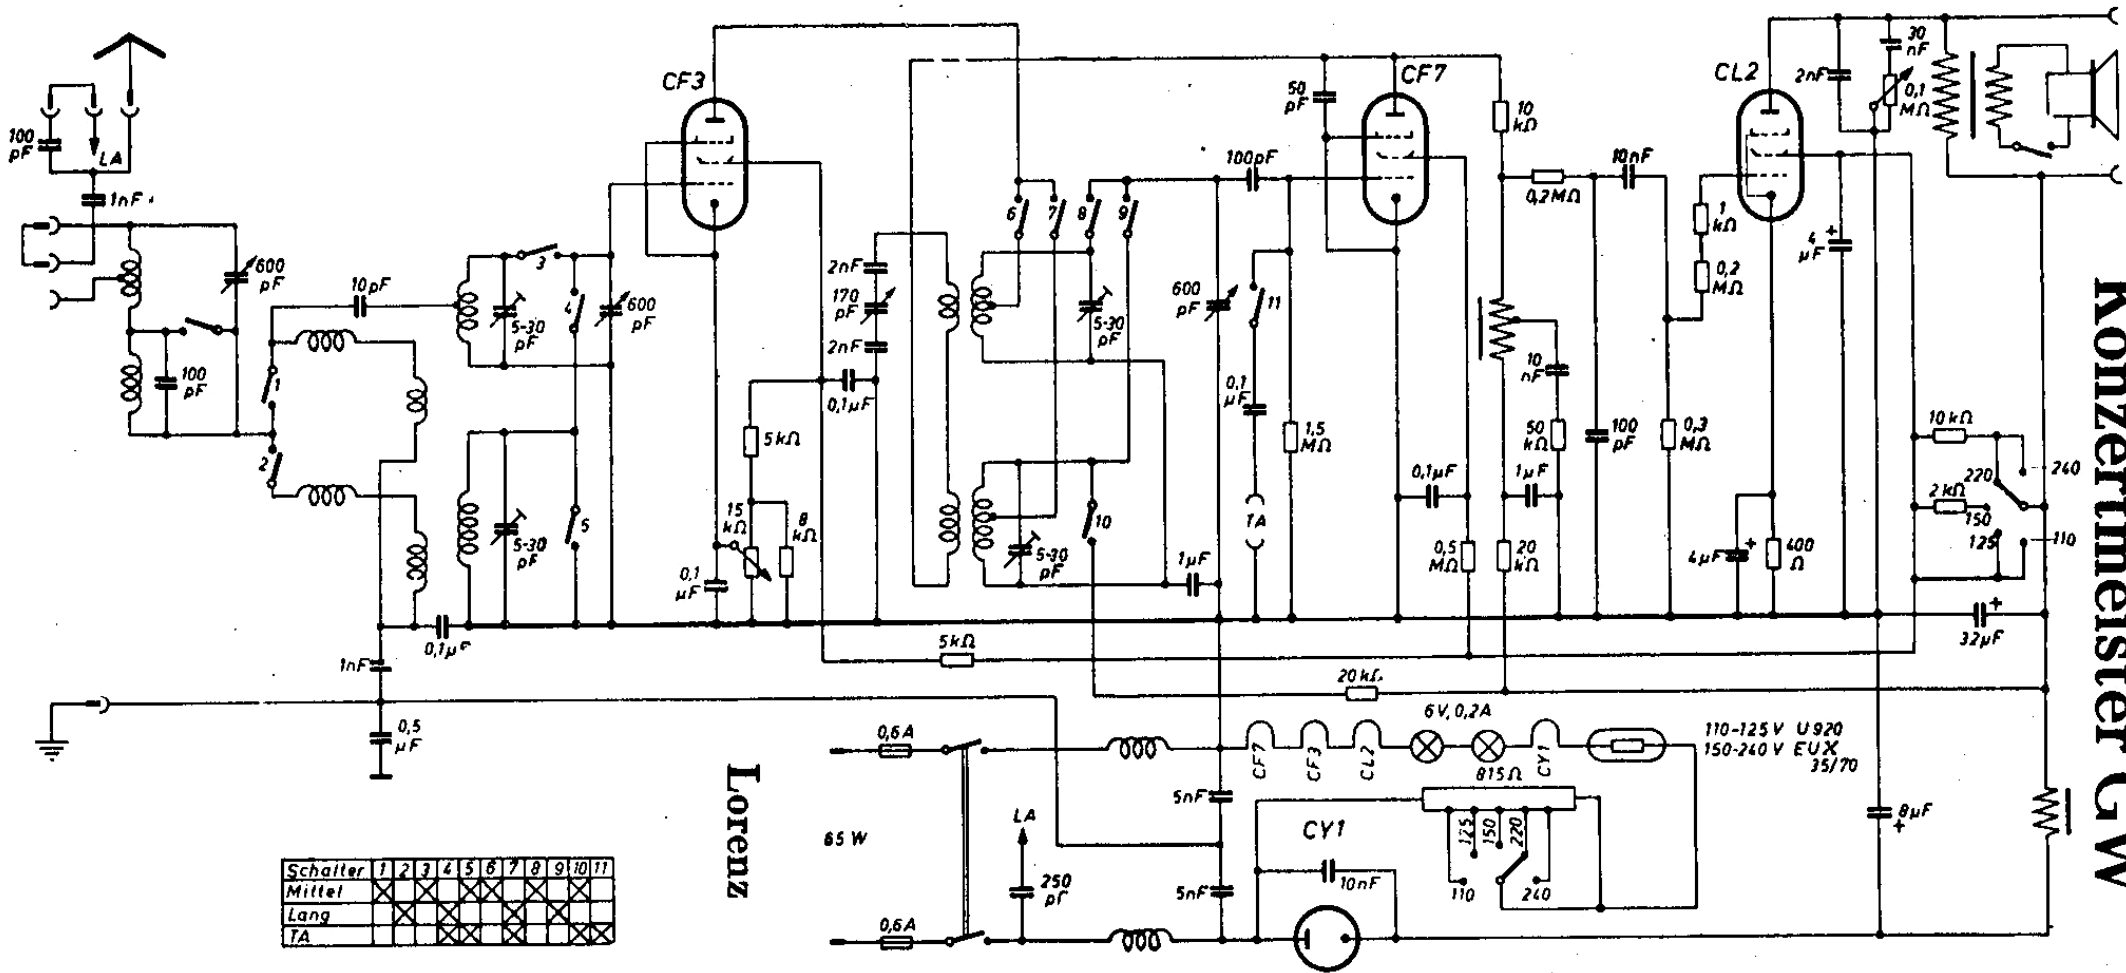 CF3
CF7
CL2
100 pF
LA
1nF
600 pF
100 pF
10pF
1
2
3
4
5
5-30 pF
600 pF
5-30 pF
0,1µF
1nF
0,5 µF
5kΩ
15 kΩ
8 kΩ
0,1 µF
0,1µF
2nF
170 pF
2nF
6
7
8
9
5-30 pF
5-30 pF
10
11
600 pF
100pF
50 pF
0,1 µF
TA
1,5 MΩ
1µF
10 kΩ
0,2MΩ
10nF
10 nF
50 kΩ
1µF
20 kΩ
0,1µF
0,5 MΩ
100 pF
0,3 MΩ
1 kΩ
0,2 MΩ
4µF +
400 Ω
4 µF +
2nF
30 nF
0,1 MΩ
10kΩ
2kΩ
220
240
150
125
110
32µF +
8µF +
5kΩ
20kΩ
6V, 0,2A
CF7
CF3
CL2
815Ω
CY1
110-125V U920
150-240V EUX
35/70
0,6A
0,6A
65 W
LA
250 pF
5nF
5nF
CY1
10nF
125
150
220
110
240
Lorenz
Konzertmeister GW
Schalter 1 2 3 4 5 6 7 8 9 10 11
Mittel
Lang
TA